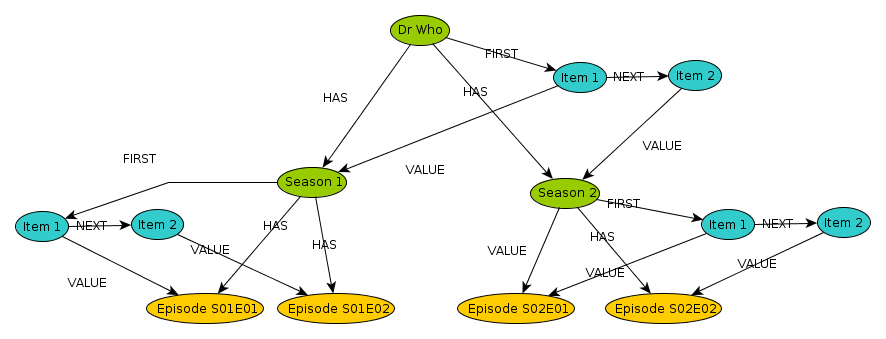 Dr Who
FIRST
Item 1
NEXT
Item 2
HAS
HAS
VALUE
FIRST
VALUE
Season 1
Season 2
FIRST
Item 1
NEXT
Item 2
HAS
VALUE
HAS
VALUE
HAS
Item 1
NEXT
Item 2
VALUE
VALUE
VALUE
Episode S01E01
Episode S01E02
Episode S02E01
Episode S02E02